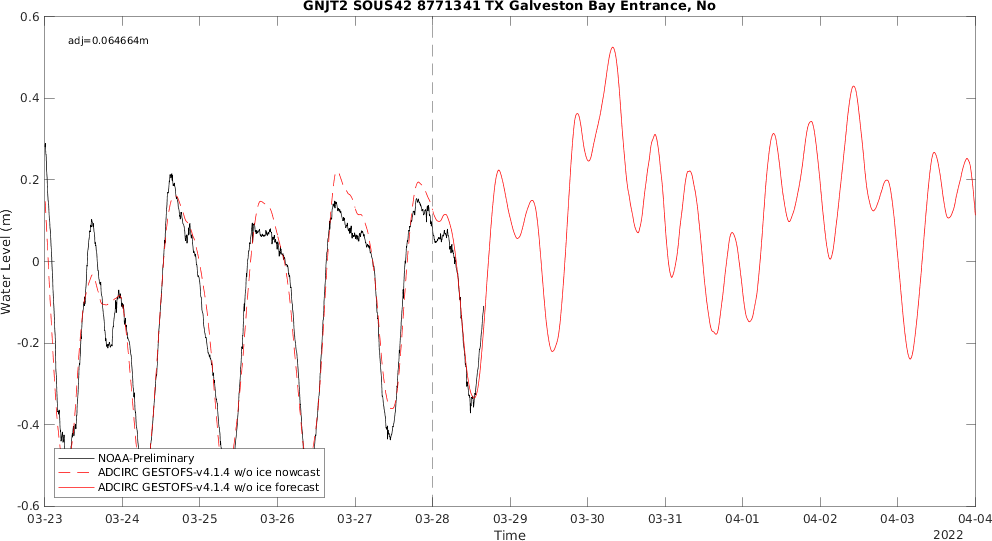 GNJT2 SOUS42 8771341 TX Galveston Bay Entrance, No
adj=0.064664m
0.6
0.4
0.2
0
-0.2
-0.4
-0.6
Water Level (m)
NOAA-Preliminary
ADCIRC GESTOFS-v4.1.4 w/o ice nowcast
ADCIRC GESTOFS-v4.1.4 w/o ice forecast
03-23 03-24 03-25 03-26 03-27 03-28 03-29 03-30 03-31 04-01 04-02 04-03 04-04
Time
2022